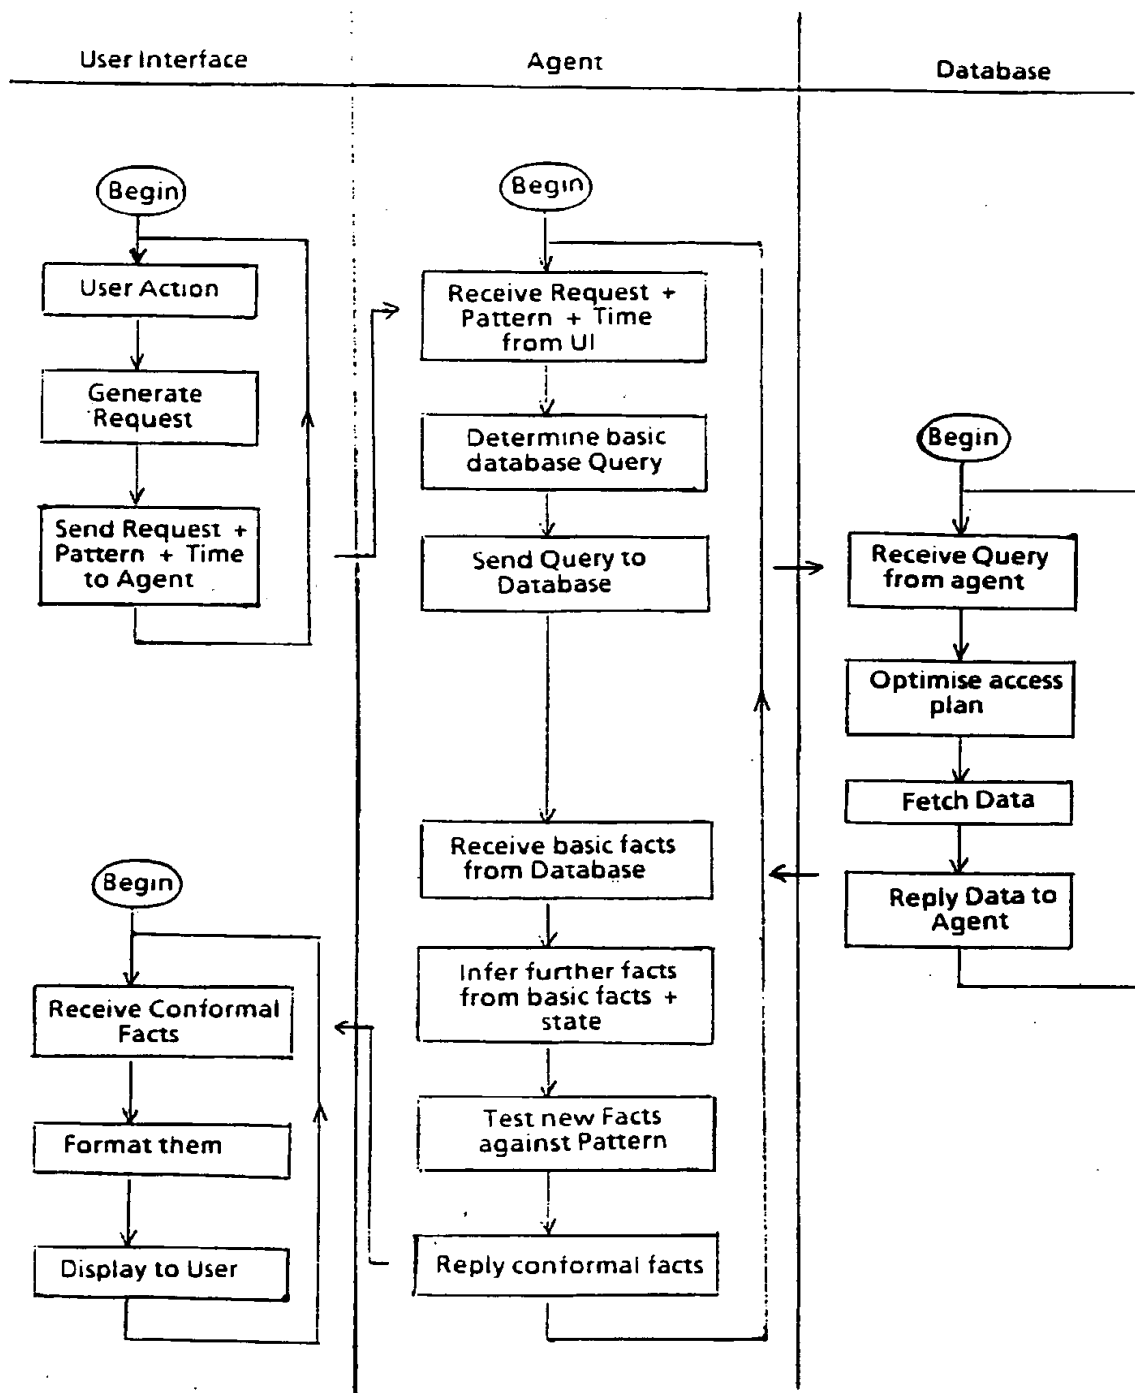 User Interface
Agent
Database
Begin
User Action
Generate
Request
Send Request +
Pattern + Time
to Agent
Begin
Receive Conformal
Facts
Format them
Display to User
Begin
Receive Request +
Pattern + Time
from UI
Determine basic
database Query
Send Query to
Database
Receive basic facts
from Database
Infer further facts
from basic facts +
state
Test new Facts
against Pattern
Reply conformal facts
Begin
Receive Query
from agent
Optimise access
plan
Fetch Data
Reply Data to
Agent